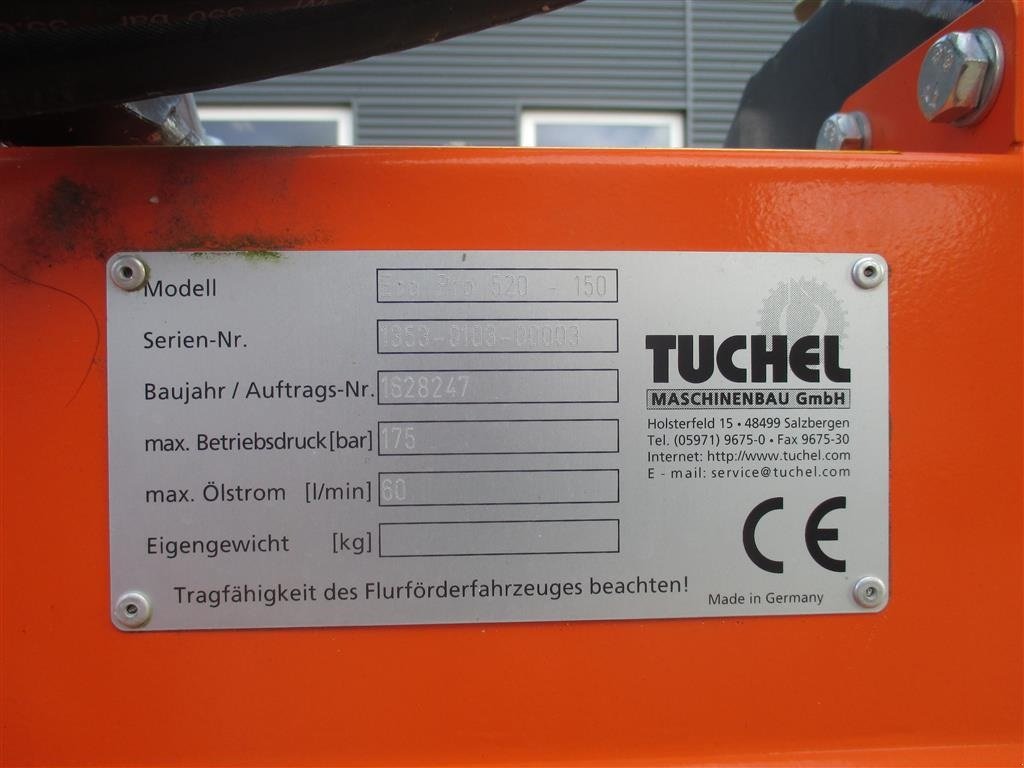 Modell Eco Pro 520 - 150
Serien-Nr. 1353-0103-00003
Baujahr / Auftrags-Nr. 1628247
max. Betriebsdruck [bar] 175
max. Ölstrom [l/min] 60
Eigengewicht [kg]
Tragfähigkeit des Flurförderfahrzeuges beachten!
TUCHEL
MASCHINENBAU GmbH
Holsterfeld 15 • 48499 Salzbergen
Tel. (05971) 9675-0 • Fax 9675-30
Internet: http://www.tuchel.com
E - mail: service@tuchel.com
CE
Made in Germany